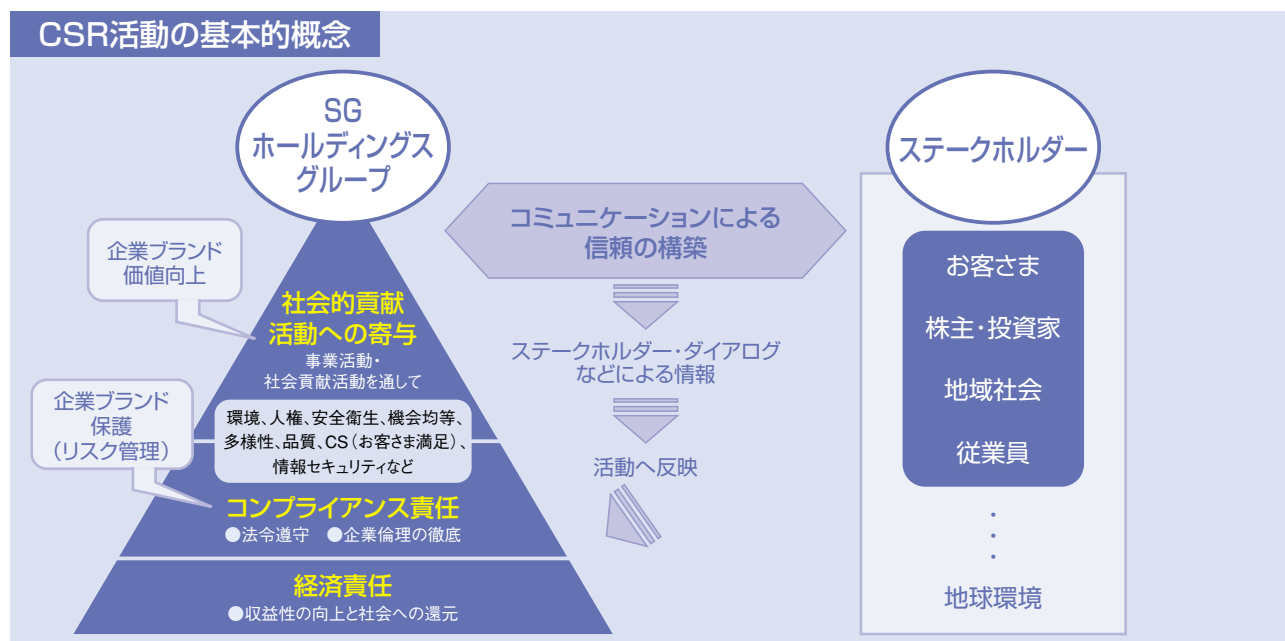 CSR活動の基本的概念
SG
ホールディングス
グループ
企業ブランド
価値向上
社会的貢献
活動への寄与
事業活動・
社会貢献活動を通して
企業ブランド
保護
（リスク管理）
環境、人権、安全衛生、機会均等、
多様性、品質、CS（お客さま満足）、
情報セキュリティなど
コンプライアンス責任
●法令遵守　●企業倫理の徹底
経済責任
●収益性の向上と社会への還元
コミュニケーションによる
信頼の構築
ステークホルダー・ダイアログ
などによる情報
活動へ反映
ステークホルダー
お客さま
株主・投資家
地域社会
従業員
・
・
・
地球環境